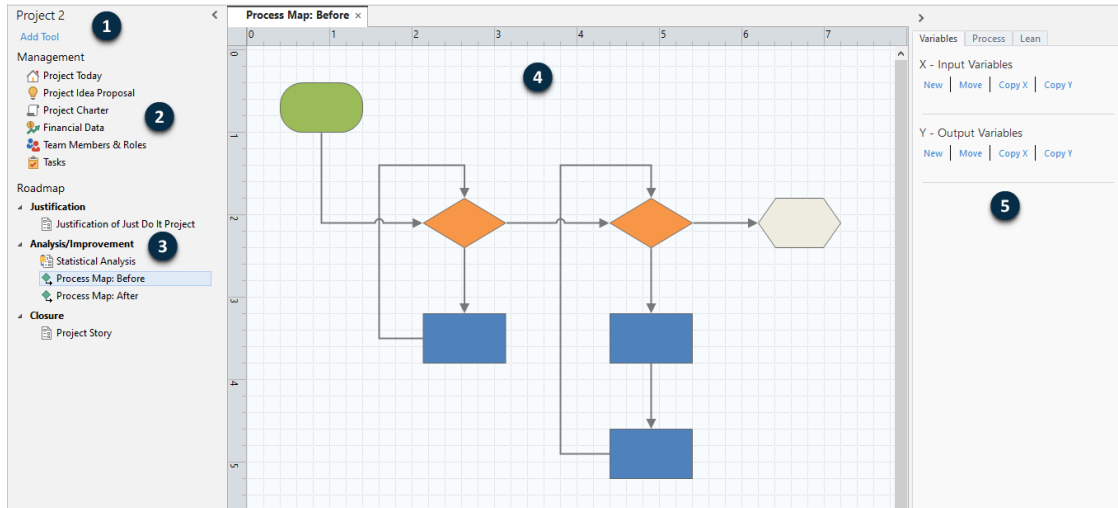 Project 2
1
Add Tool
Management
Project Today
Project Idea Proposal
Project Charter
2
Financial Data
Team Members & Roles
Tasks
Roadmap
Justification
Justification of Just Do It Project
Analysis/Improvement
3
Statistical Analysis
Process Map: Before
Process Map: After
Closure
Project Story
Process Map: Before ×
0 1 2 3 4 5 6 7
0
1
2
3
4
5
4
Variables Process Lean
X - Input Variables
New Move Copy X Copy Y
Y - Output Variables
New Move Copy X Copy Y
5